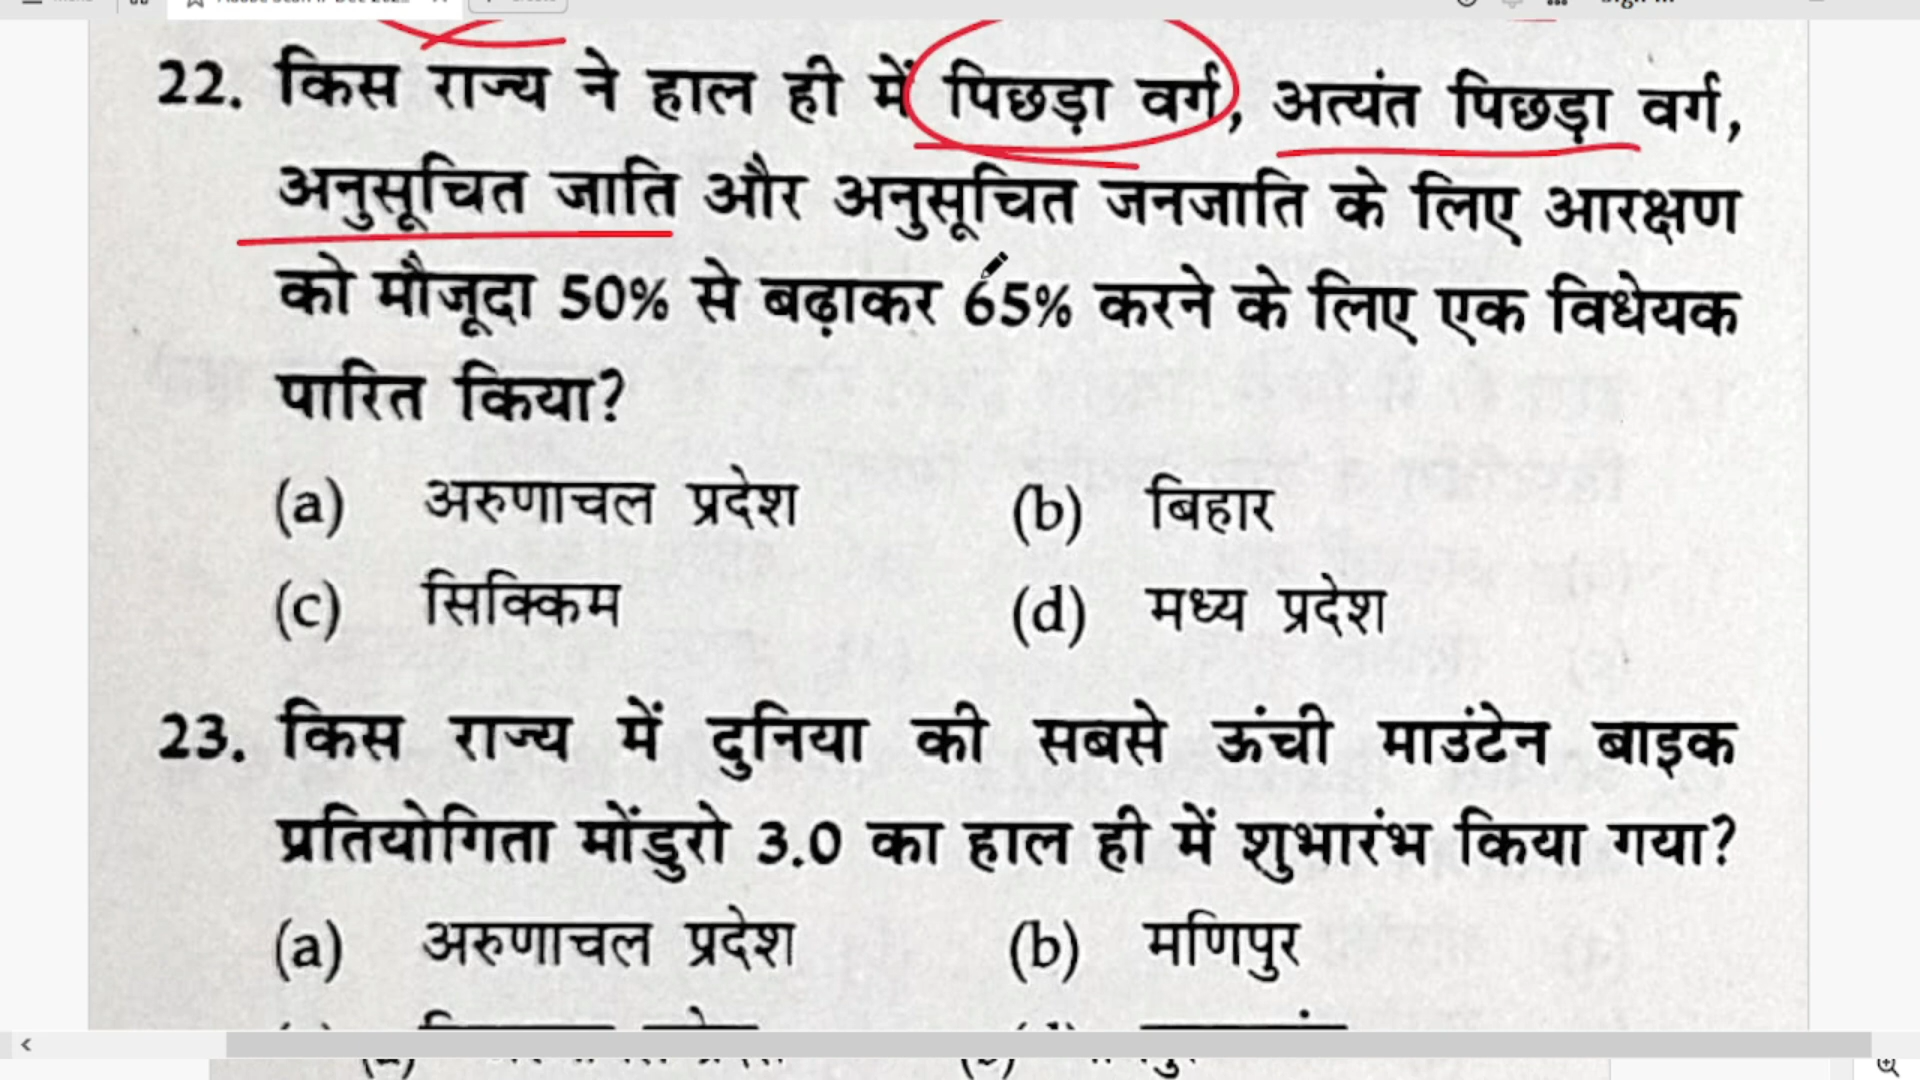 22. किस राज्य ने हाल ही में पिछड़ा वर्ग, अत्यंत पिछड़ा वर्ग,
अनुसूचित जाति और अनुसूचित जनजाति के लिए आरक्षण
को मौजूदा 50% से बढ़ाकर 65% करने के लिए एक विधेयक
पारित किया?
(a) अरुणाचल प्रदेश (b) बिहार
(c) सिक्किम (d) मध्य प्रदेश
23. किस राज्य में दुनिया की सबसे ऊंची माउंटेन बाइक
प्रतियोगिता मोंडुरो 3.0 का हाल ही में शुभारंभ किया गया?
(a) अरुणाचल प्रदेश (b) मणिपुर